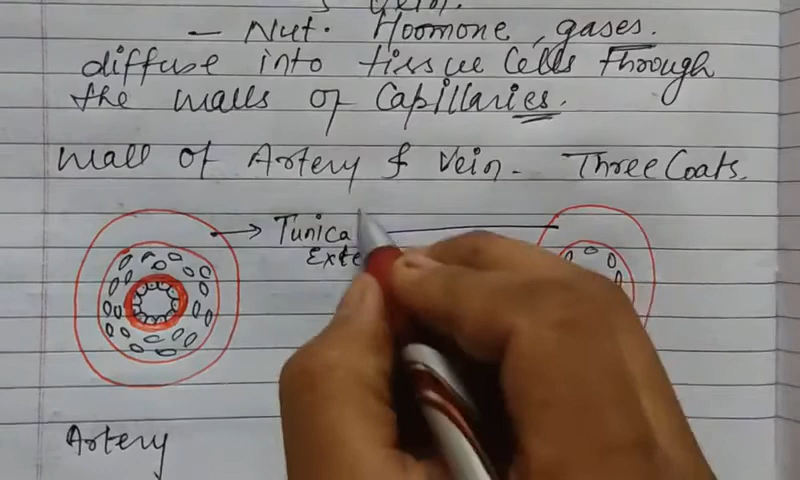 - Nut. Hoomone, gases.
diffuse into tissue Cells Through
the walls of Capillaries.
Wall of Artery & Vein. Three Coats.
Tunica
Exte
Artery